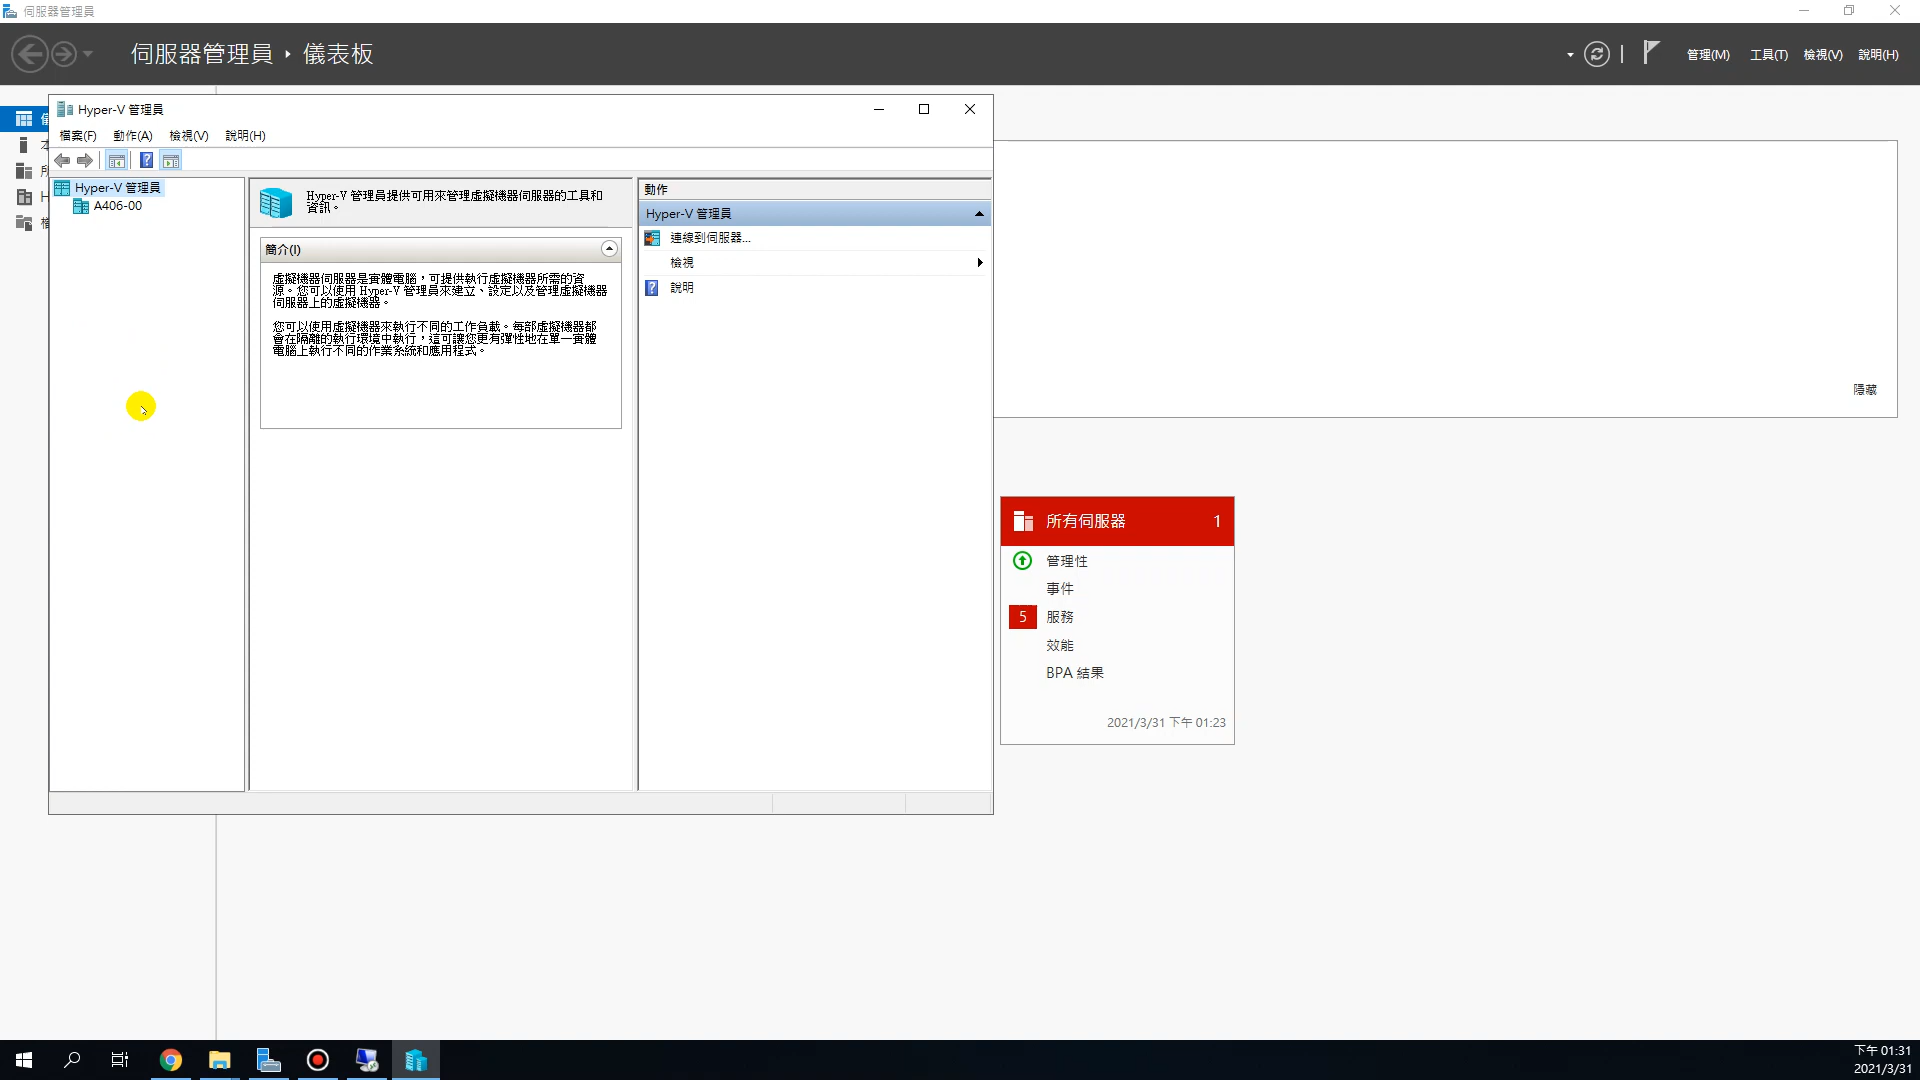 伺服器管理員
伺服器管理員 ‣ 儀表板
管理(M) 工具(T) 檢視(V) 說明(H)
Hyper-V 管理員
檔案(F) 動作(A) 檢視(V) 說明(H)
Hyper-V 管理員
A406-00
Hyper-V 管理員提供可用來管理虛擬機器伺服器的工具和
資訊。
簡介(I)
虛擬機器伺服器是實體電腦，可提供執行虛擬機器所需的資
源。您可以使用 Hyper-V 管理員來建立、設定以及管理虛擬機器
伺服器上的虛擬機器。
您可以使用虛擬機器來執行不同的工作負載。每部虛擬機器都
會在隔離的執行環境中執行，這可讓您更有彈性地在單一實體
電腦上執行不同的作業系統和應用程式。
動作
Hyper-V 管理員
連線到伺服器...
檢視
說明
隱藏
所有伺服器 1
管理性
事件
5 服務
效能
BPA 結果
2021/3/31 下午 01:23
下午 01:31
2021/3/31